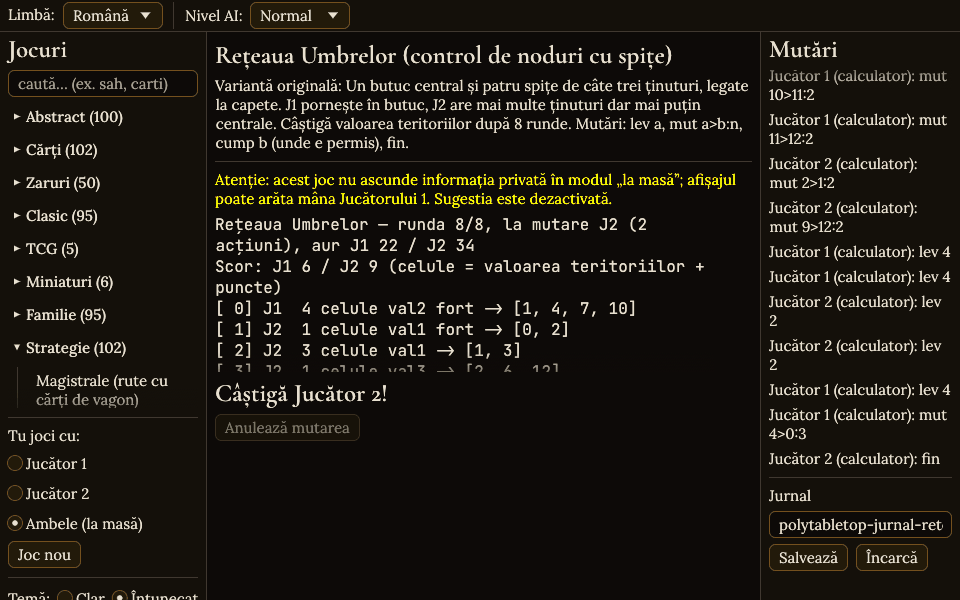 Limbă:
Română
Nivel AI:
Normal
Jocuri
caută... (ex. sah, carti)
Abstract (100)
Cărți (102)
Zaruri (50)
Clasic (95)
TCG (5)
Miniaturi (6)
Familie (95)
Strategie (102)
Magistrale (rute cu
cărți de vagon)
Tu joci cu:
Jucător 1
Jucător 2
Ambele (la masă)
Joc nou
Temă: Clar Întunecat
Rețeaua Umbrelor (control de noduri cu spițe)
Variantă originală: Un butuc central și patru spițe de câte trei ținuturi, legate
la capete. J1 pornește în butuc, J2 are mai multe ținuturi dar mai puțin
centrale. Câștigă valoarea teritoriilor după 8 runde. Mutări: lev a, mut a>b:n,
cump b (unde e permis), fin.
Atenție: acest joc nu ascunde informația privată în modul „la masă”; afișajul
poate arăta mâna Jucătorului 1. Sugestia este dezactivată.
Rețeaua Umbrelor — runda 8/8, la mutare J2 (2
acțiuni), aur J1 22 / J2 34
Scor: J1 6 / J2 9 (celule = valoarea teritoriilor +
puncte)
[ 0] J1  4 celule val2 fort -> [1, 4, 7, 10]
[ 1] J2  1 celule val1 fort -> [0, 2]
[ 2] J2  3 celule val1 -> [1, 3]
[ 3] J2  1 celule val3 -> [2, 6, 12]
Câștigă Jucător 2!
Anulează mutarea
Mutări
Jucător 1 (calculator): mut
10>11:2
Jucător 1 (calculator): mut
11>12:2
Jucător 2 (calculator):
mut 2>1:2
Jucător 2 (calculator):
mut 9>12:2
Jucător 1 (calculator): lev 4
Jucător 1 (calculator): lev 4
Jucător 2 (calculator): lev
2
Jucător 2 (calculator): lev
2
Jucător 1 (calculator): lev 4
Jucător 1 (calculator): mut
4>0:3
Jucător 2 (calculator): fin
Jurnal
polytabletop-jurnal-ret
Salvează
Încarcă